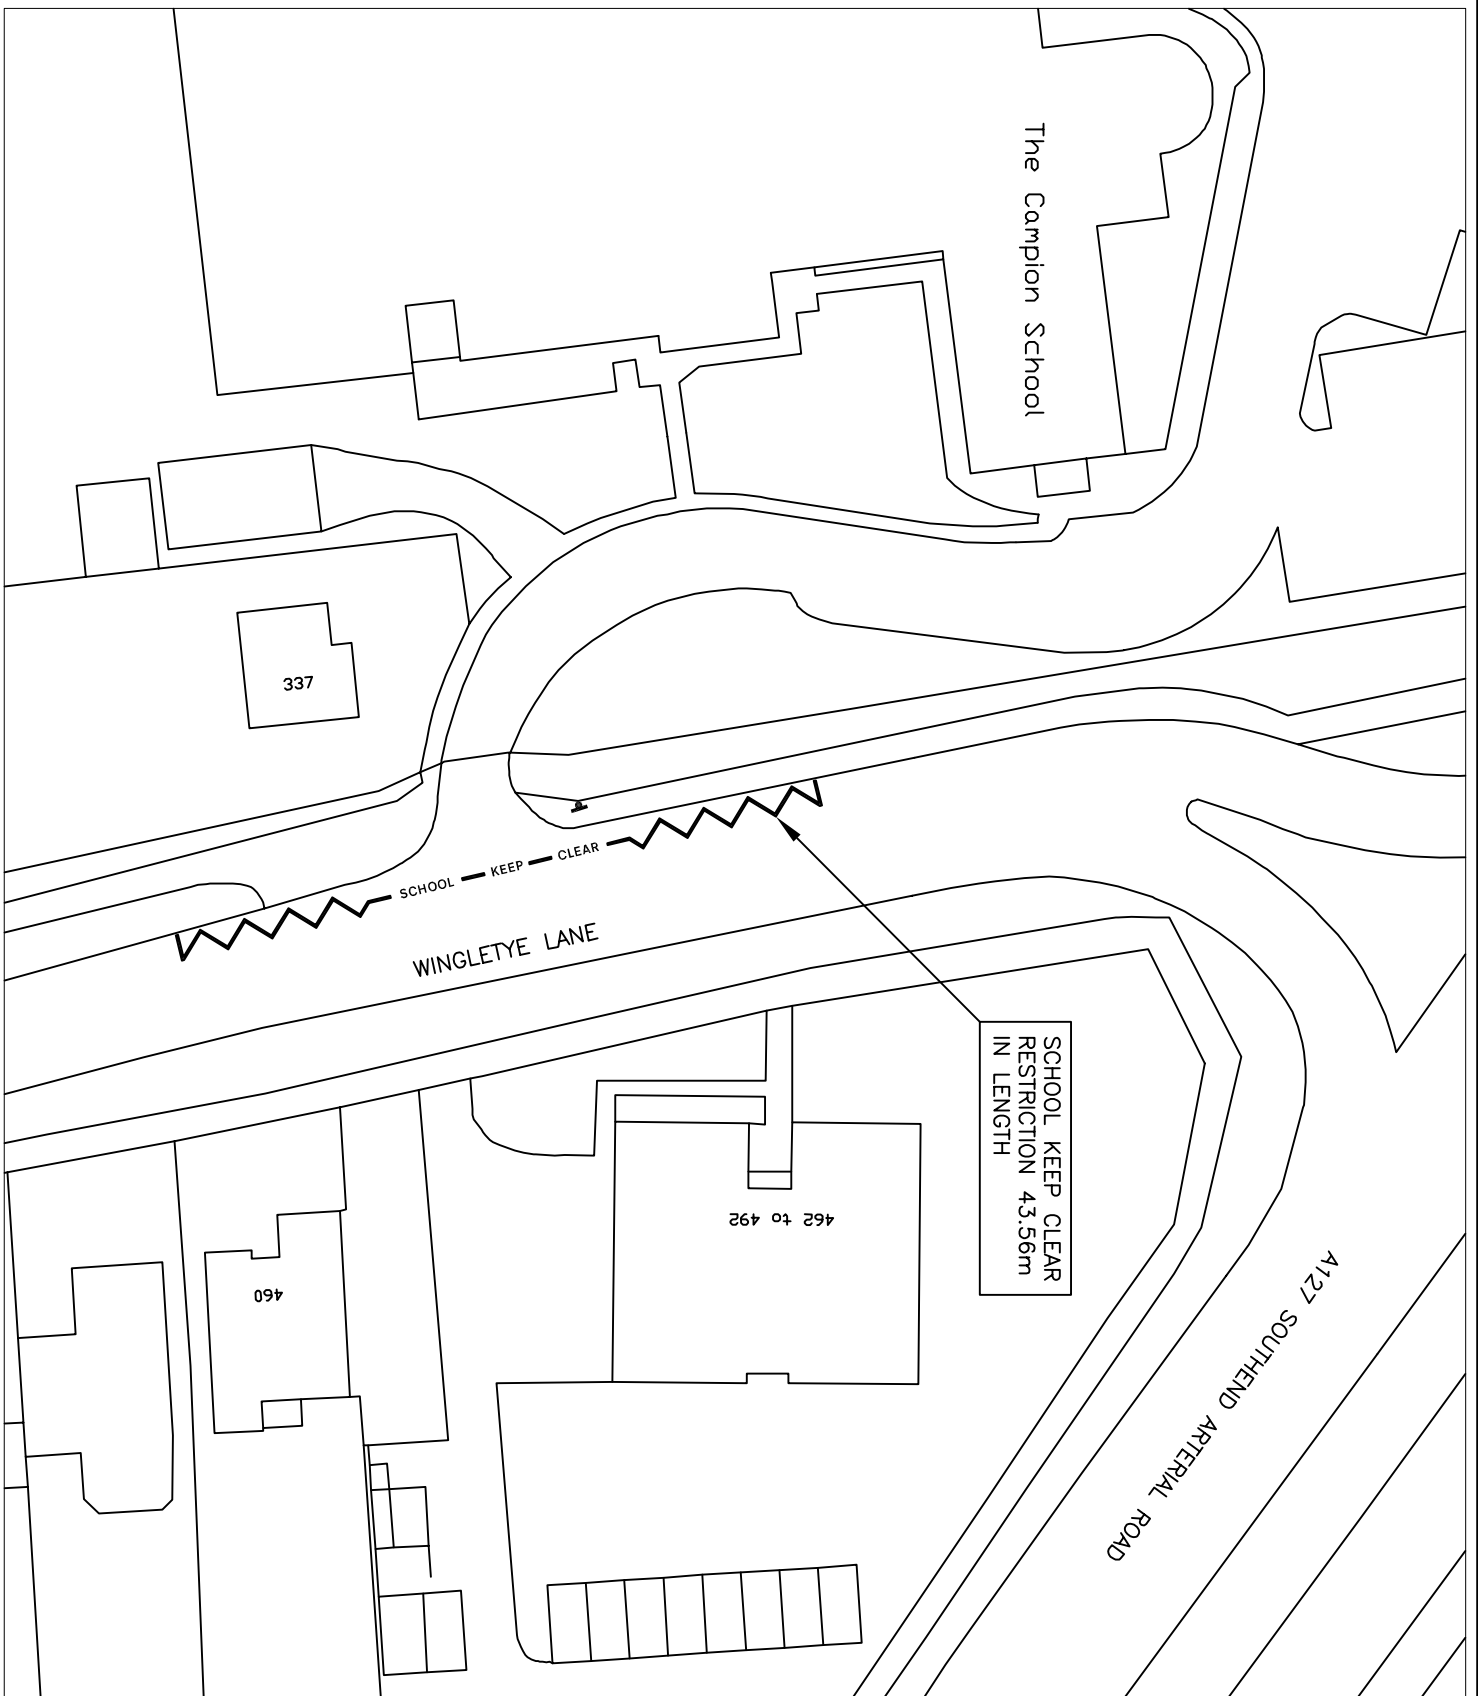 The Campion School
337
SCHOOL KEEP CLEAR
WINGLETYE LANE
SCHOOL KEEP CLEAR
RESTRICTION 43.56m
IN LENGTH
462 to 492
460
A127 SOUTHEND ARTERIAL ROAD